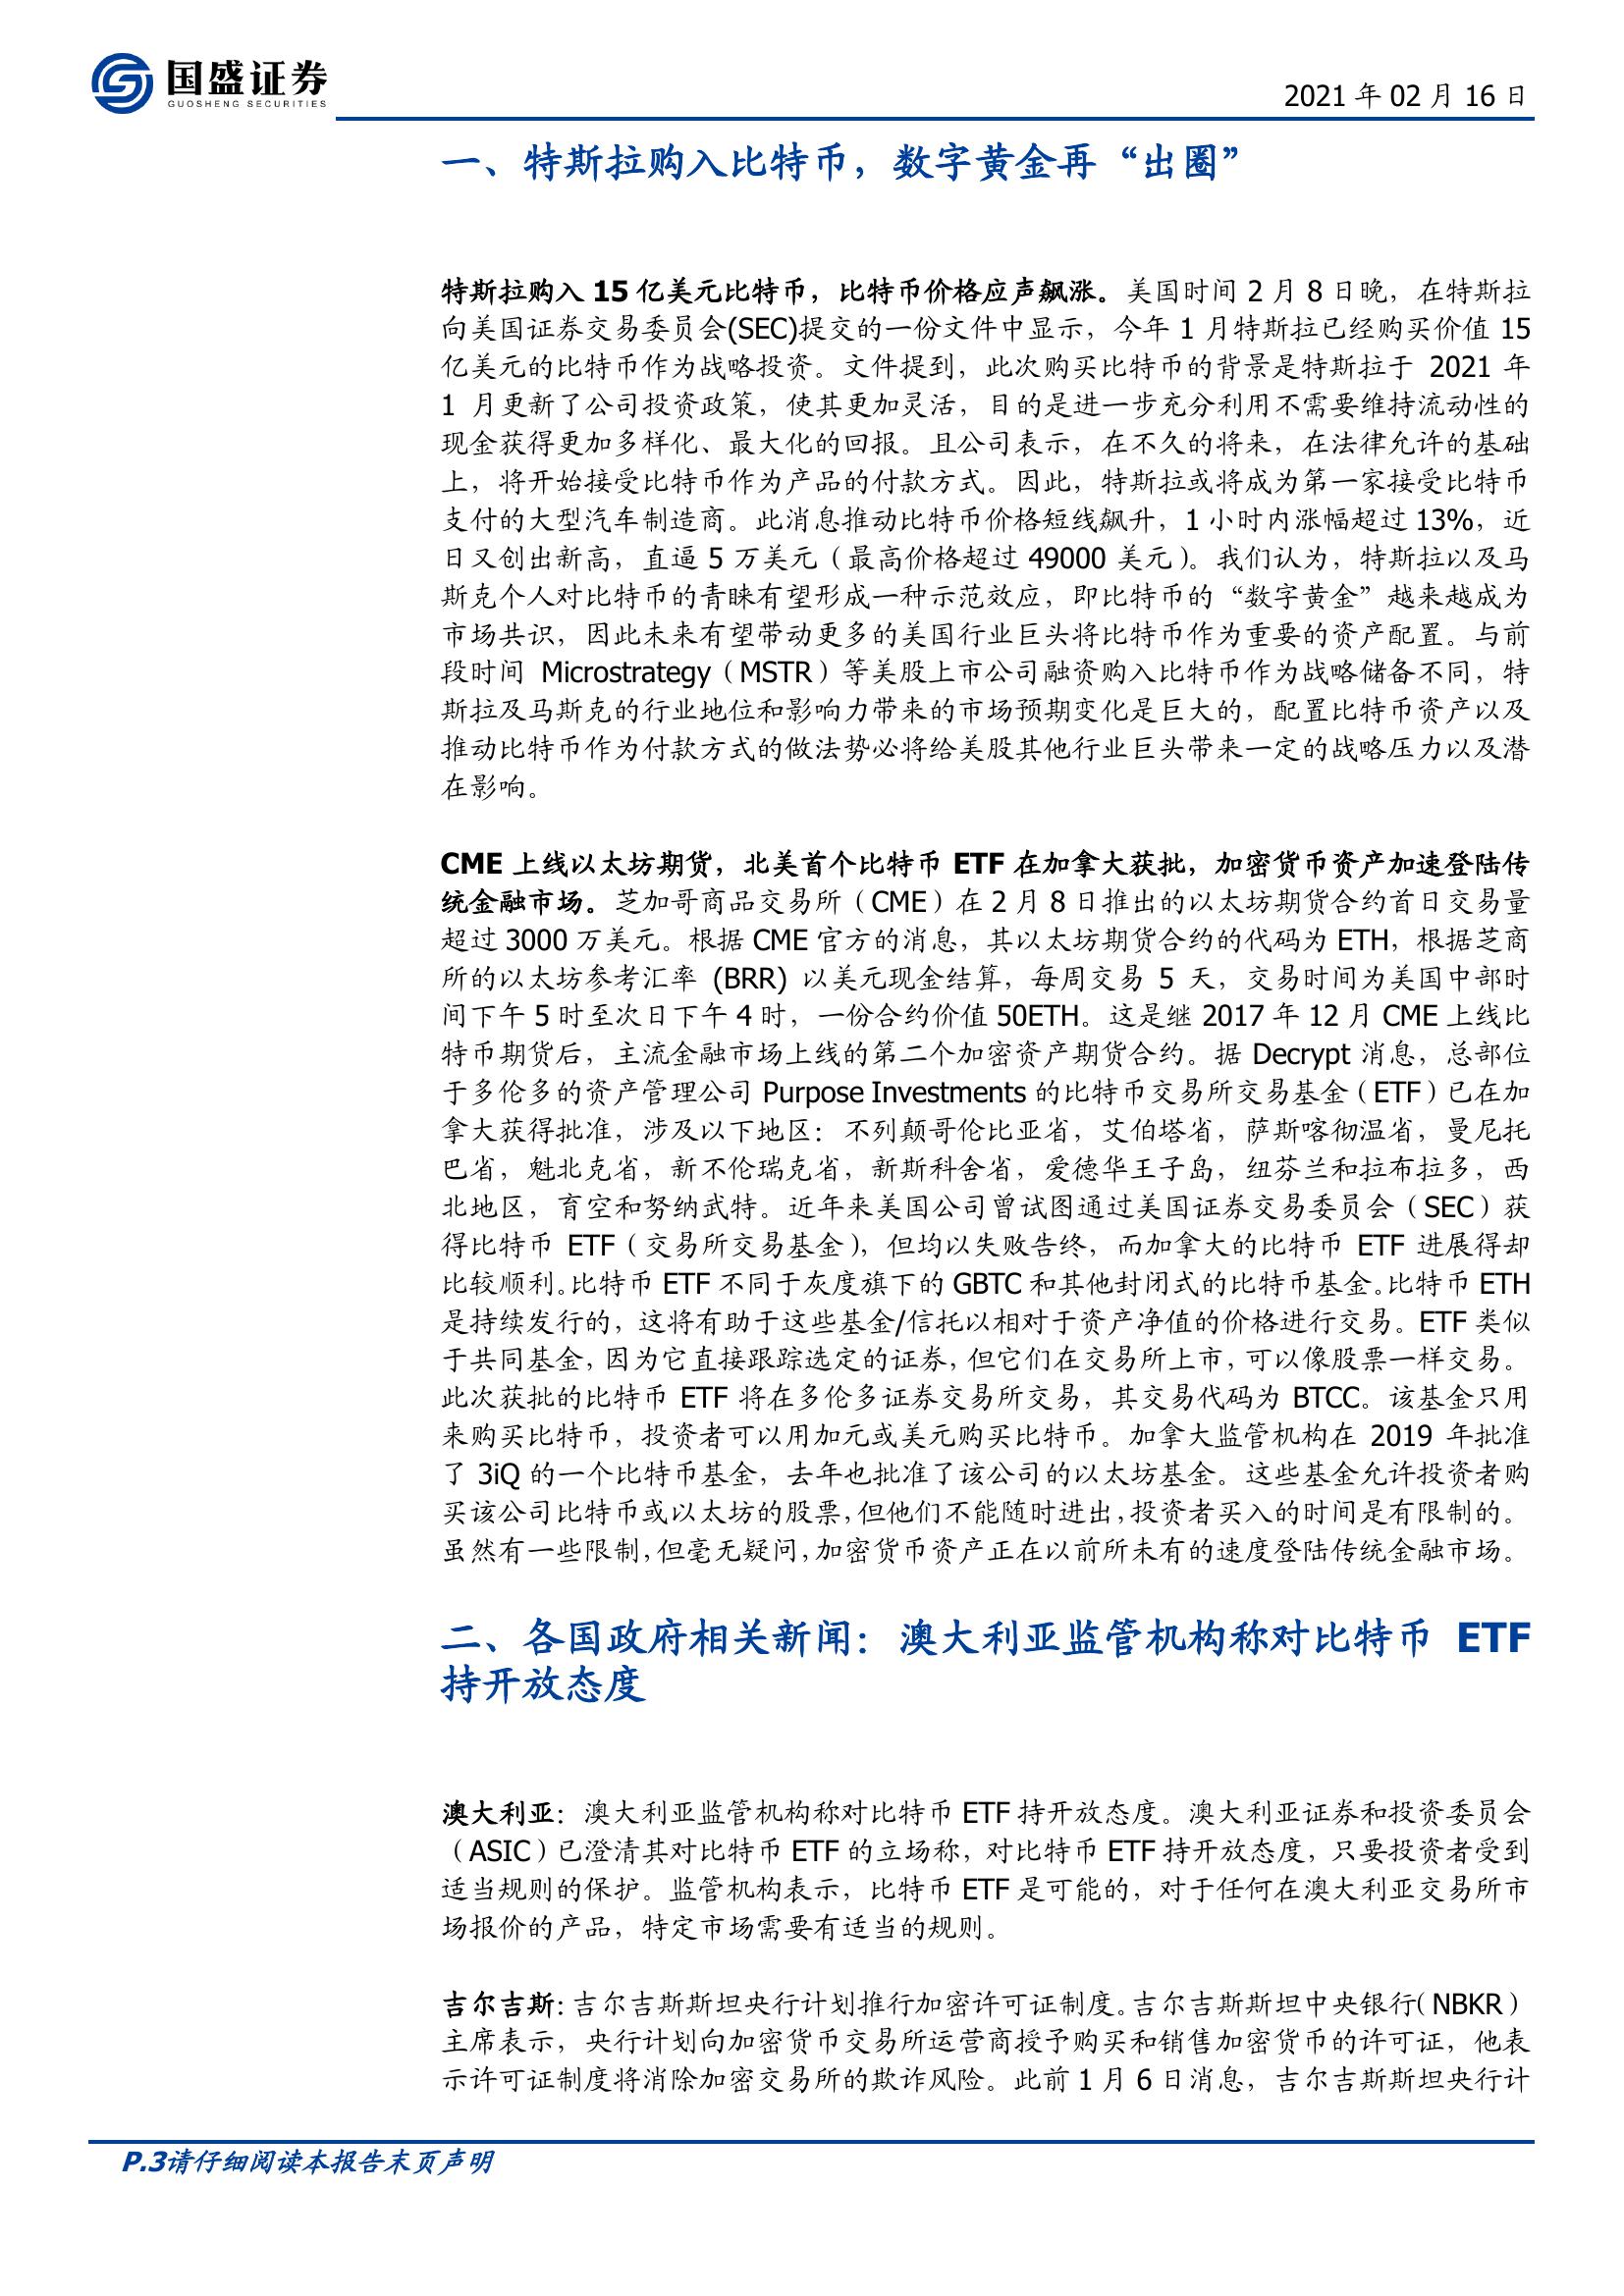 国盛证券
GUOSHENG SECURITIES
2021 年 02 月 16 日
一、特斯拉购入比特币，数字黄金再“出圈”
特斯拉购入 15 亿美元比特币，比特币价格应声飙涨。美国时间 2 月 8 日晚，在特斯拉
向美国证券交易委员会(SEC)提交的一份文件中显示，今年 1 月特斯拉已经购买价值 15
亿美元的比特币作为战略投资。文件提到，此次购买比特币的背景是特斯拉于 2021 年
1 月更新了公司投资政策，使其更加灵活，目的是进一步充分利用不需要维持流动性的
现金获得更加多样化、最大化的回报。且公司表示，在不久的将来，在法律允许的基础
上，将开始接受比特币作为产品的付款方式。因此，特斯拉或将成为第一家接受比特币
支付的大型汽车制造商。此消息推动比特币价格短线飙升，1 小时内涨幅超过 13%，近
日又创出新高，直逼 5 万美元（最高价格超过 49000 美元）。我们认为，特斯拉以及马
斯克个人对比特币的青睐有望形成一种示范效应，即比特币的“数字黄金”越来越成为
市场共识，因此未来有望带动更多的美国行业巨头将比特币作为重要的资产配置。与前
段时间 Microstrategy（MSTR）等美股上市公司融资购入比特币作为战略储备不同，特
斯拉及马斯克的行业地位和影响力带来的市场预期变化是巨大的，配置比特币资产以及
推动比特币作为付款方式的做法势必将给美股其他行业巨头带来一定的战略压力以及潜
在影响。
CME 上线以太坊期货，北美首个比特币 ETF 在加拿大获批，加密货币资产加速登陆传
统金融市场。芝加哥商品交易所（CME）在 2 月 8 日推出的以太坊期货合约首日交易量
超过 3000 万美元。根据 CME 官方的消息，其以太坊期货合约的代码为 ETH，根据芝商
所的以太坊参考汇率 (BRR) 以美元现金结算，每周交易 5 天，交易时间为美国中部时
间下午 5 时至次日下午 4 时，一份合约价值 50ETH。这是继 2017 年 12 月 CME 上线比
特币期货后，主流金融市场上线的第二个加密资产期货合约。据 Decrypt 消息，总部位
于多伦多的资产管理公司 Purpose Investments 的比特币交易所交易基金（ETF）已在加
拿大获得批准，涉及以下地区：不列颠哥伦比亚省，艾伯塔省，萨斯喀彻温省，曼尼托
巴省，魁北克省，新不伦瑞克省，新斯科舍省，爱德华王子岛，纽芬兰和拉布拉多，西
北地区，育空和努纳武特。近年来美国公司曾试图通过美国证券交易委员会（SEC）获
得比特币 ETF（交易所交易基金），但均以失败告终，而加拿大的比特币 ETF 进展得却
比较顺利。比特币 ETF 不同于灰度旗下的 GBTC 和其他封闭式的比特币基金。比特币 ETH
是持续发行的，这将有助于这些基金/信托以相对于资产净值的价格进行交易。ETF 类似
于共同基金，因为它直接跟踪选定的证券，但它们在交易所上市，可以像股票一样交易。
此次获批的比特币 ETF 将在多伦多证券交易所交易，其交易代码为 BTCC。该基金只用
来购买比特币，投资者可以用加元或美元购买比特币。加拿大监管机构在 2019 年批准
了 3iQ 的一个比特币基金，去年也批准了该公司的以太坊基金。这些基金允许投资者购
买该公司比特币或以太坊的股票，但他们不能随时进出，投资者买入的时间是有限制的。
虽然有一些限制，但毫无疑问，加密货币资产正在以前所未有的速度登陆传统金融市场。
二、各国政府相关新闻：澳大利亚监管机构称对比特币 ETF
持开放态度
澳大利亚：澳大利亚监管机构称对比特币 ETF 持开放态度。澳大利亚证券和投资委员会
（ASIC）已澄清其对比特币 ETF 的立场称，对比特币 ETF 持开放态度，只要投资者受到
适当规则的保护。监管机构表示，比特币 ETF 是可能的，对于任何在澳大利亚交易所市
场报价的产品，特定市场需要有适当的规则。
吉尔吉斯：吉尔吉斯斯坦央行计划推行加密许可证制度。吉尔吉斯斯坦中央银行（NBKR）
主席表示，央行计划向加密货币交易所运营商授予购买和销售加密货币的许可证，他表
示许可证制度将消除加密交易所的欺诈风险。此前 1 月 6 日消息，吉尔吉斯斯坦央行计
P.3请仔细阅读本报告末页声明